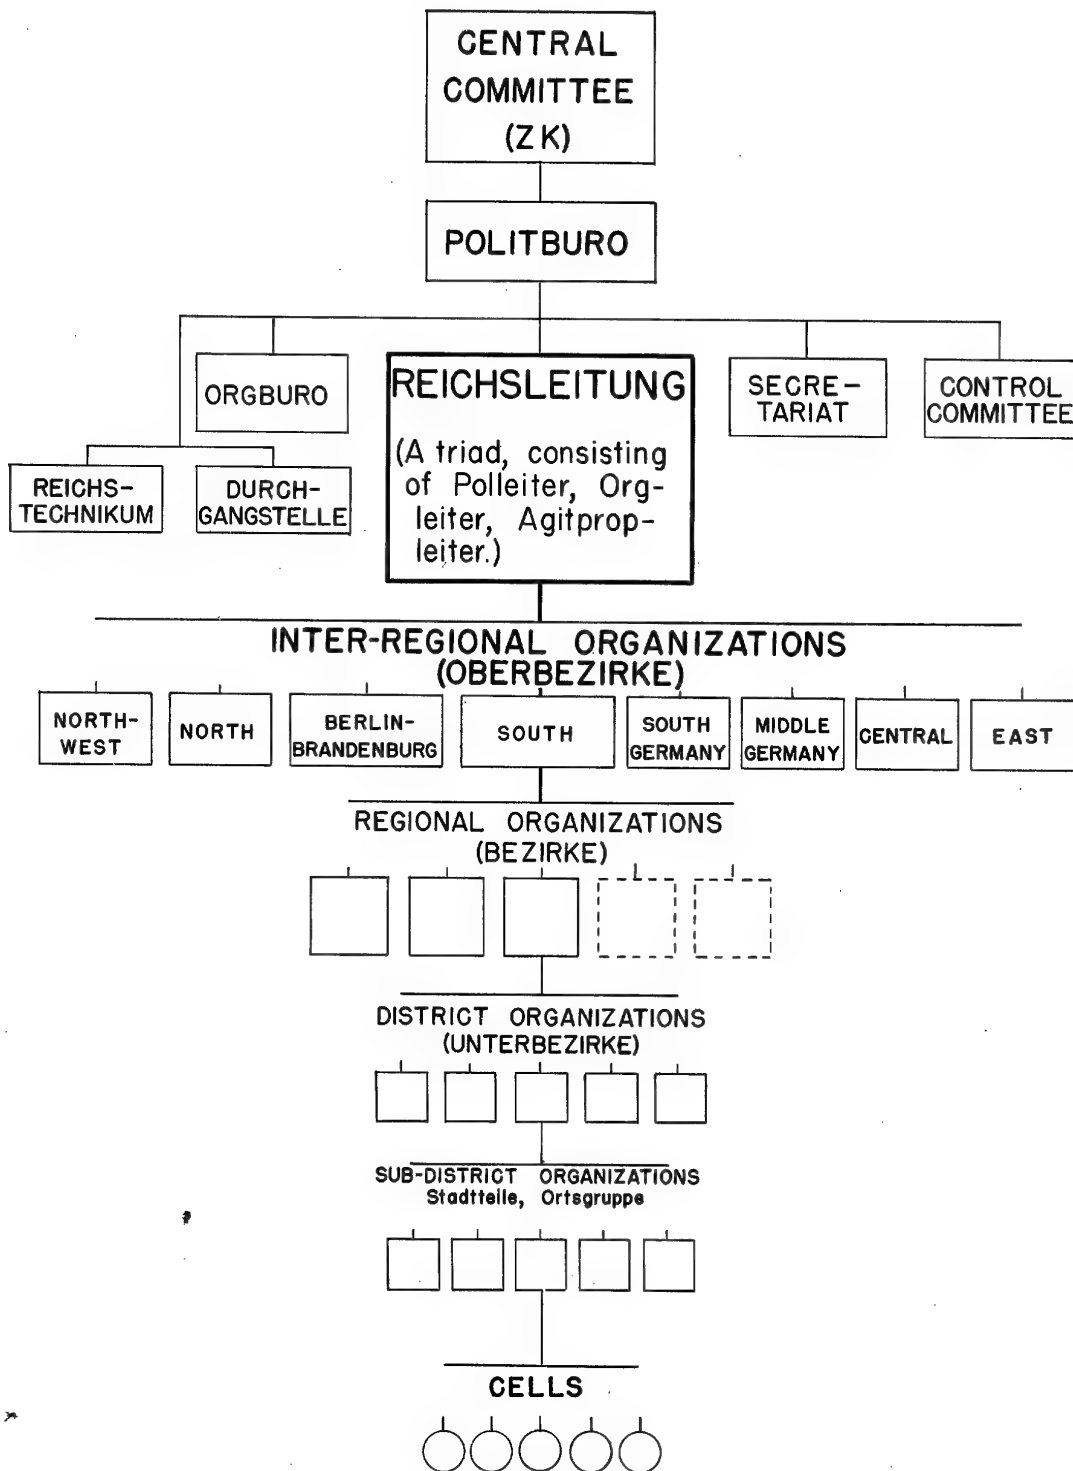 CENTRAL
COMMITTEE
(ZK)
POLITBURO
ORGBURO
REICHS-
TECHNIKUM
DURCH-
GANGSTELLE
REICHSLEITUNG
(A triad, consisting
of Polleiter, Org-
leiter, Agitprop-
leiter.)
SECRE-
TARIAT
CONTROL
COMMITTEE
INTER-REGIONAL ORGANIZATIONS
(OBERBEZIRKE)
NORTH-
WEST
NORTH
BERLIN-
BRANDENBURG
SOUTH
SOUTH
GERMANY
MIDDLE
GERMANY
CENTRAL
EAST
REGIONAL ORGANIZATIONS
(BEZIRKE)
DISTRICT ORGANIZATIONS
(UNTERBEZIRKE)
SUB-DISTRICT ORGANIZATIONS
Stadtteile, Ortsgruppe
CELLS